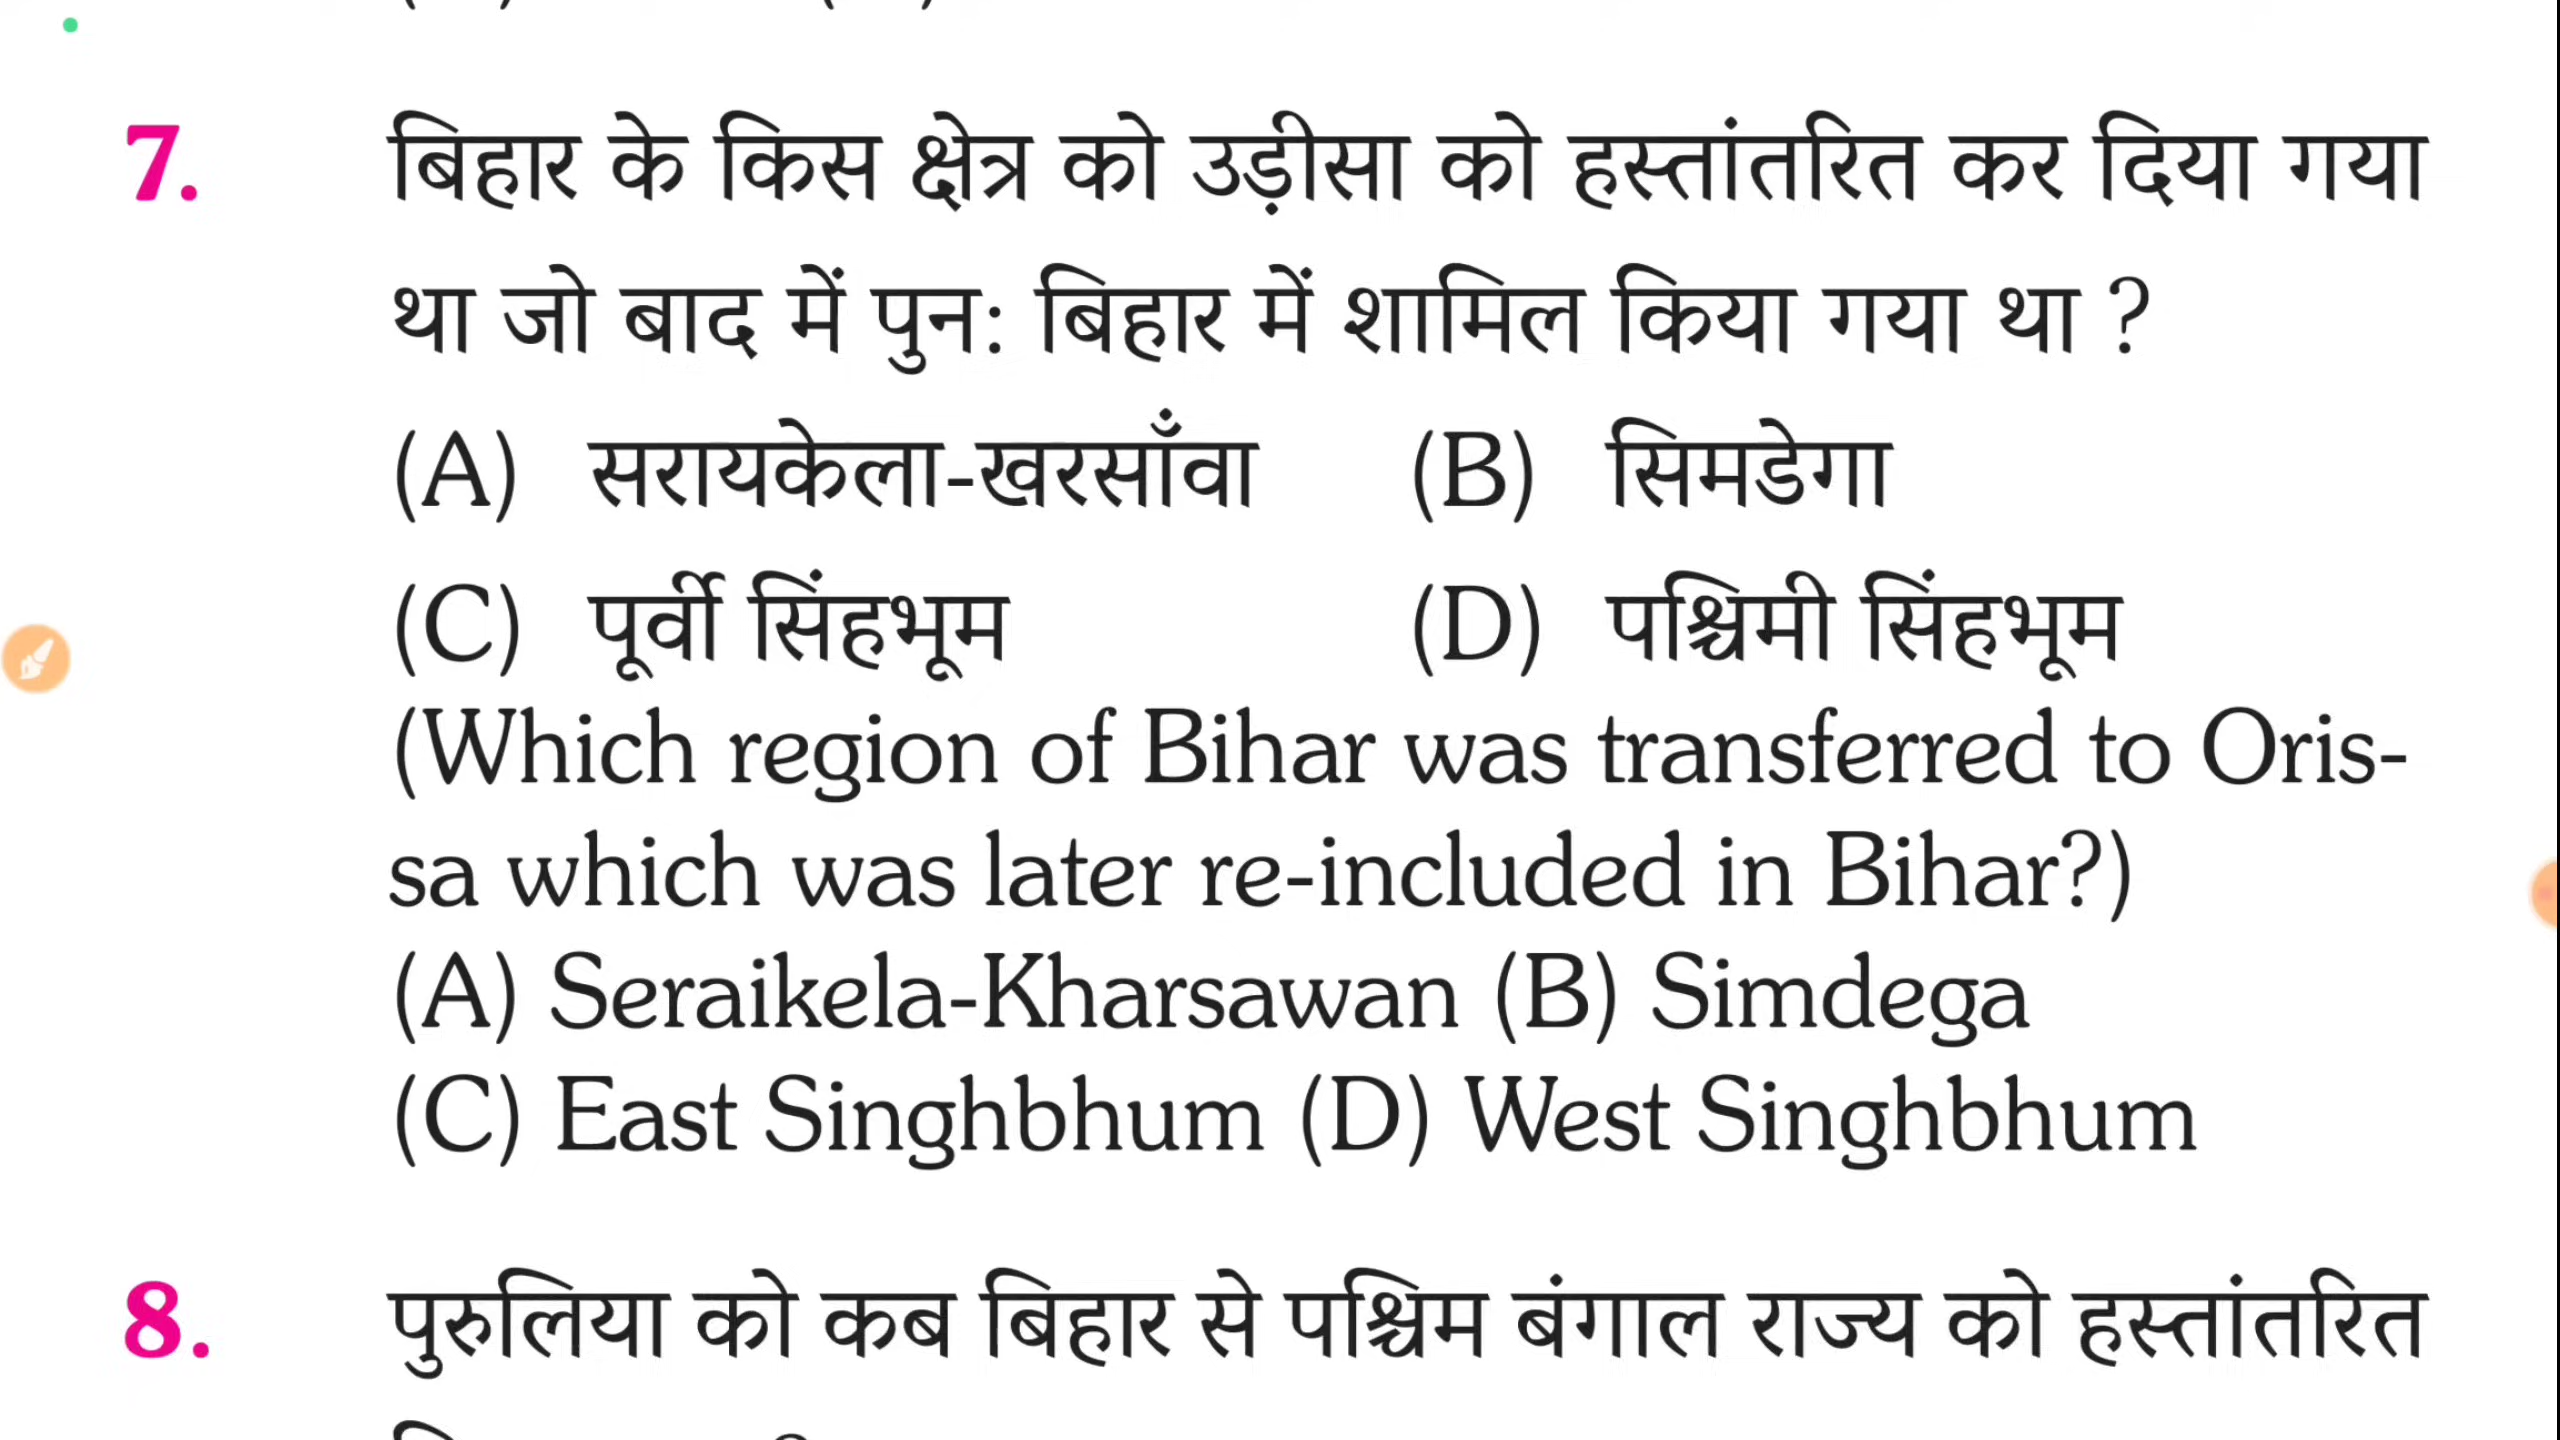 7. बिहार के किस क्षेत्र को उड़ीसा को हस्तांतरित कर दिया गया
था जो बाद में पुन: बिहार में शामिल किया गया था ?
(A) सरायकेला-खरसाँवा (B) सिमडेगा
(C) पूर्वी सिंहभूम (D) पश्चिमी सिंहभूम
(Which region of Bihar was transferred to Oris-
sa which was later re-included in Bihar?)
(A) Seraikela-Kharsawan (B) Simdega
(C) East Singhbhum (D) West Singhbhum
8. पुरुलिया को कब बिहार से पश्चिम बंगाल राज्य को हस्तांतरित